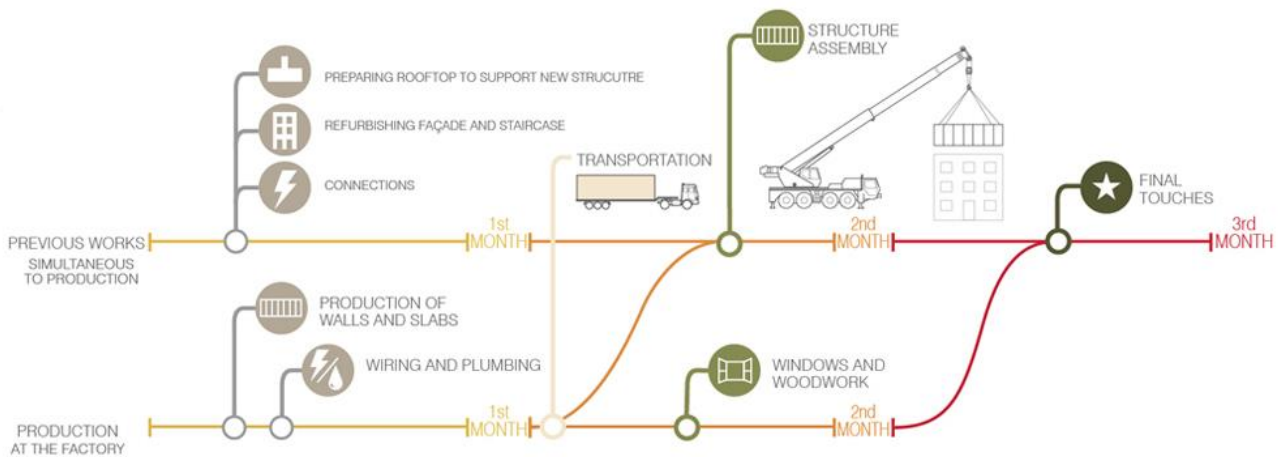 STRUCTURE
ASSEMBLY
PREPARING ROOFTOP TO SUPPORT NEW STRUCUTRE
REFURBISHING FAÇADE AND STAIRCASE
CONNECTIONS
TRANSPORTATION
FINAL
TOUCHES
PREVIOUS WORKS
SIMULTANEOUS
TO PRODUCTION
1st
MONTH
2nd
MONTH
3rd
MONTH
PRODUCTION OF
WALLS AND SLABS
WIRING AND PLUMBING
WINDOWS AND
WOODWORK
PRODUCTION
AT THE FACTORY
1st
MONTH
2nd
MONTH